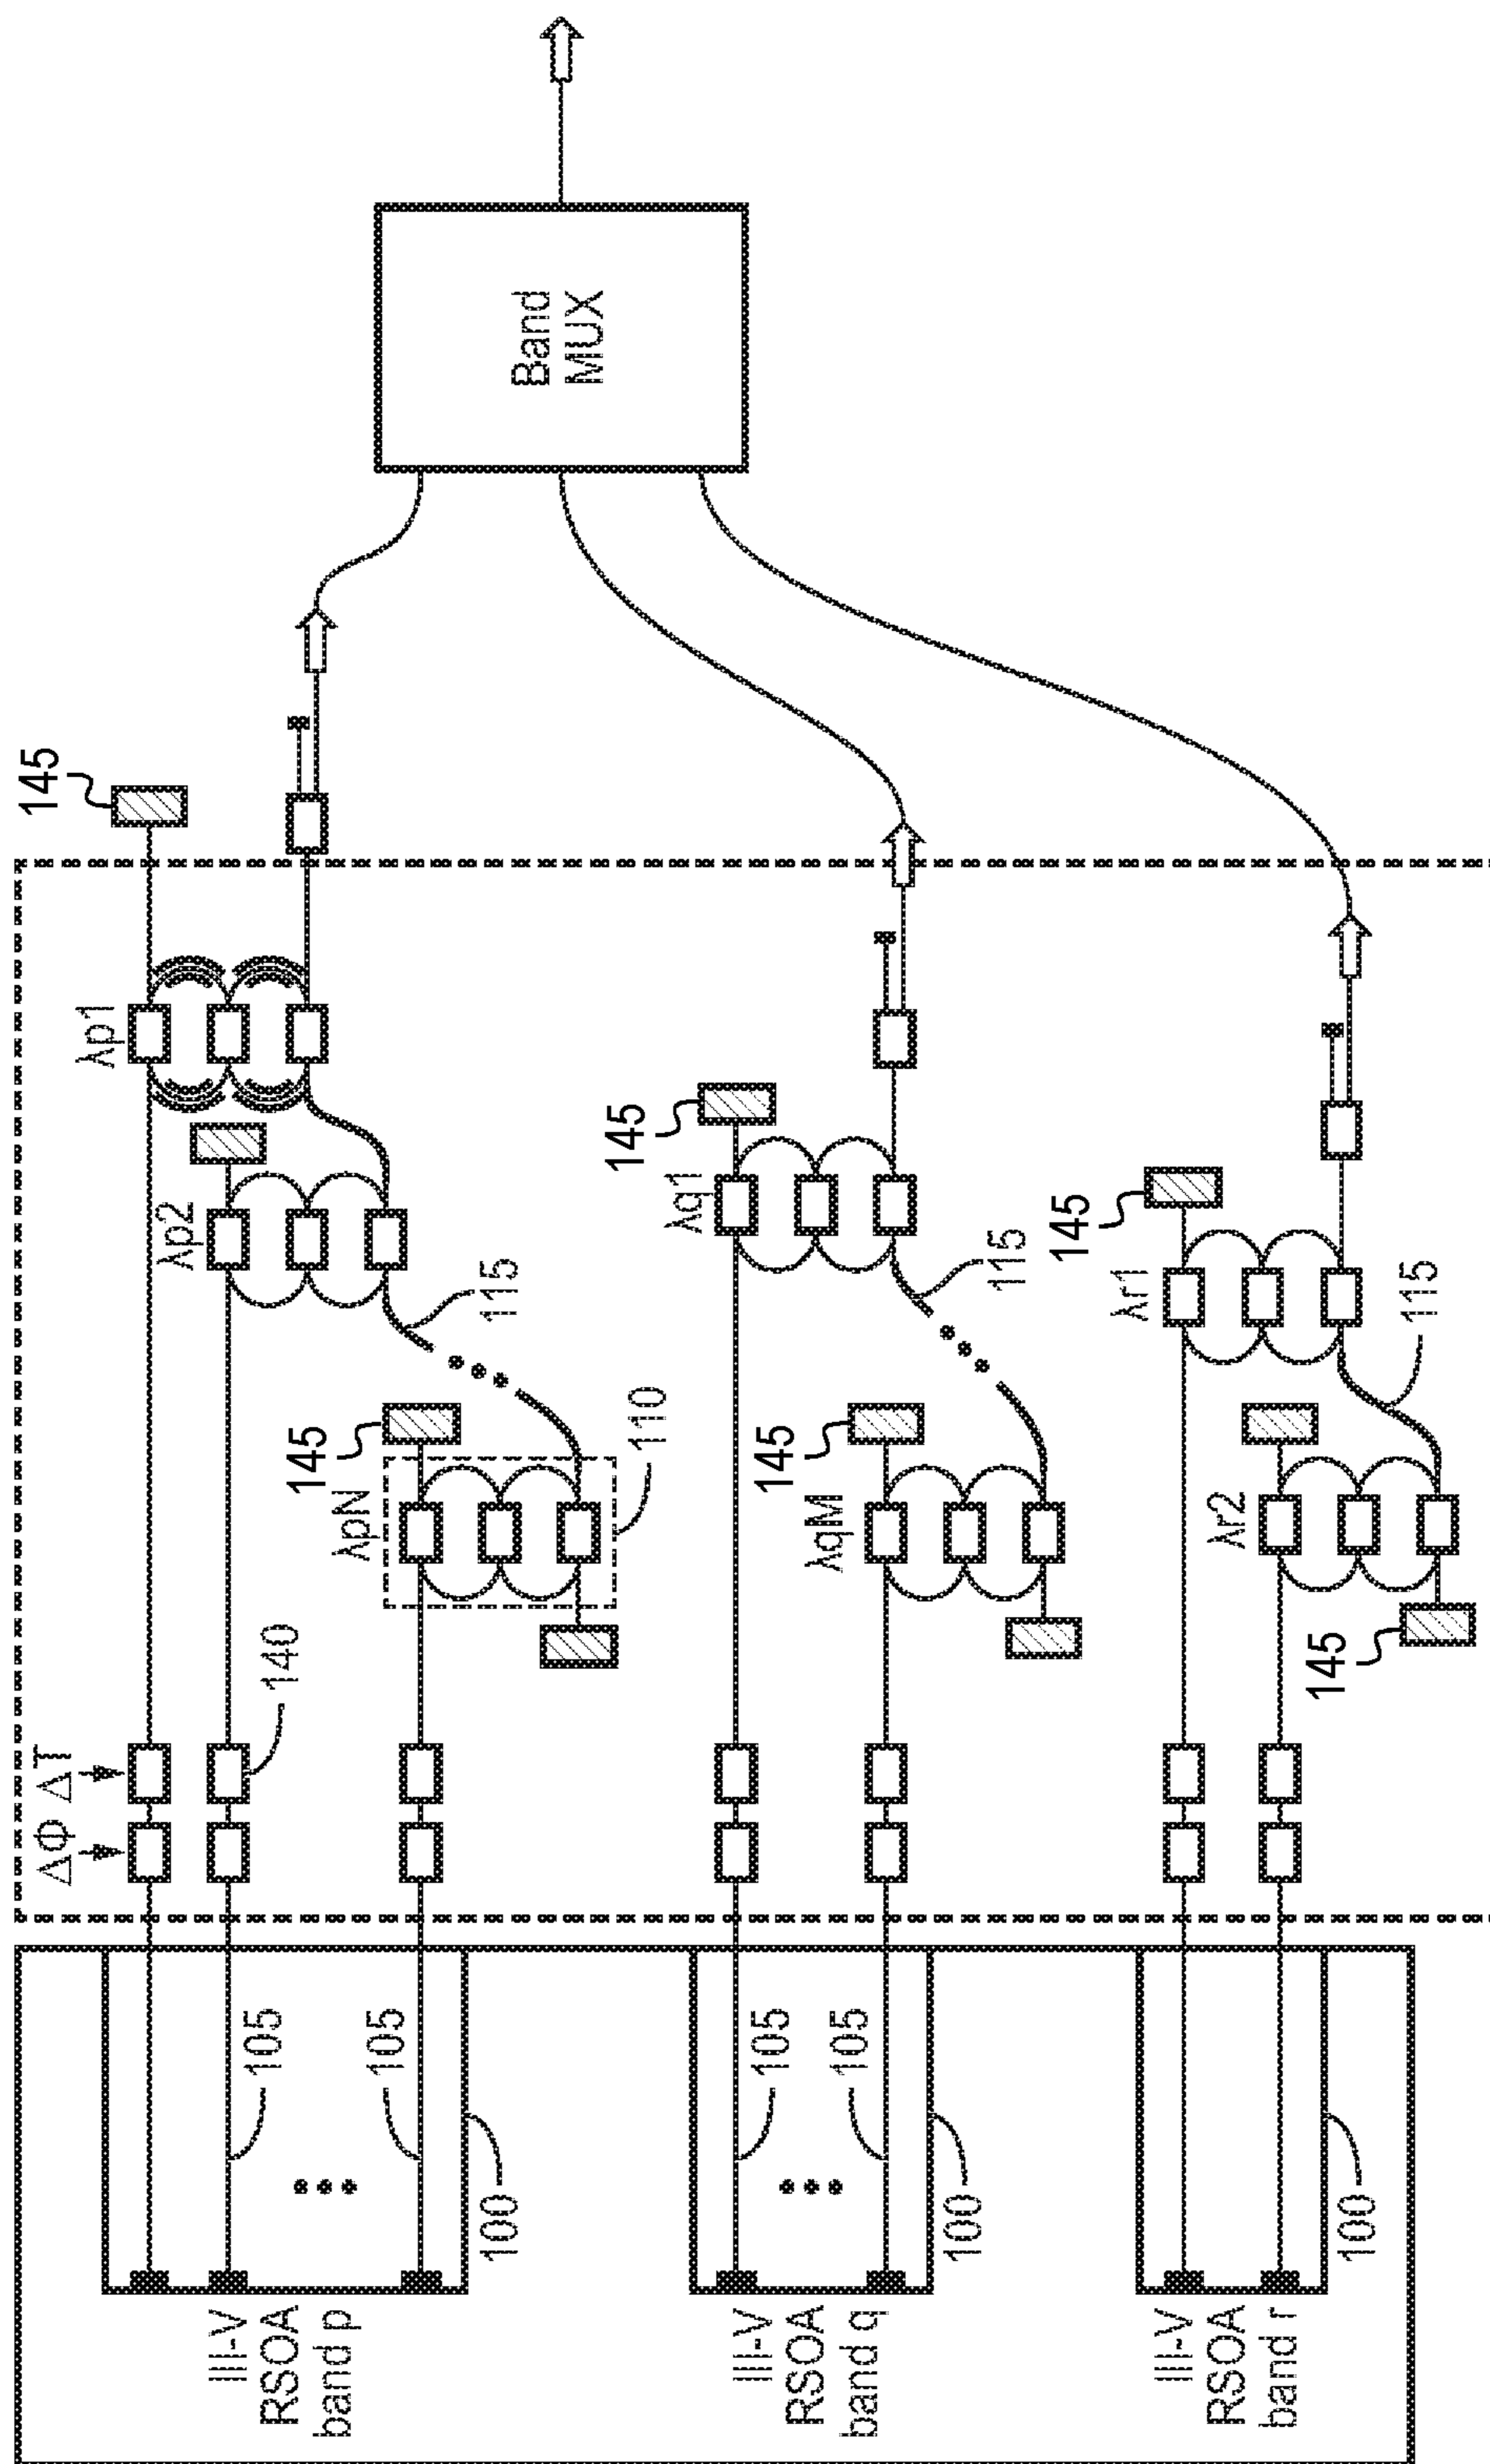 III-V
RSOA
band p
III-V
RSOA
band q
III-V
RSOA
band r
100
100
100
105
105
105
105
ΔΦ
ΔT
140
λp1
λp2
λpN
λq1
λqM
λr1
λr2
110
115
115
115
145
145
145
145
145
145
Band
MUX